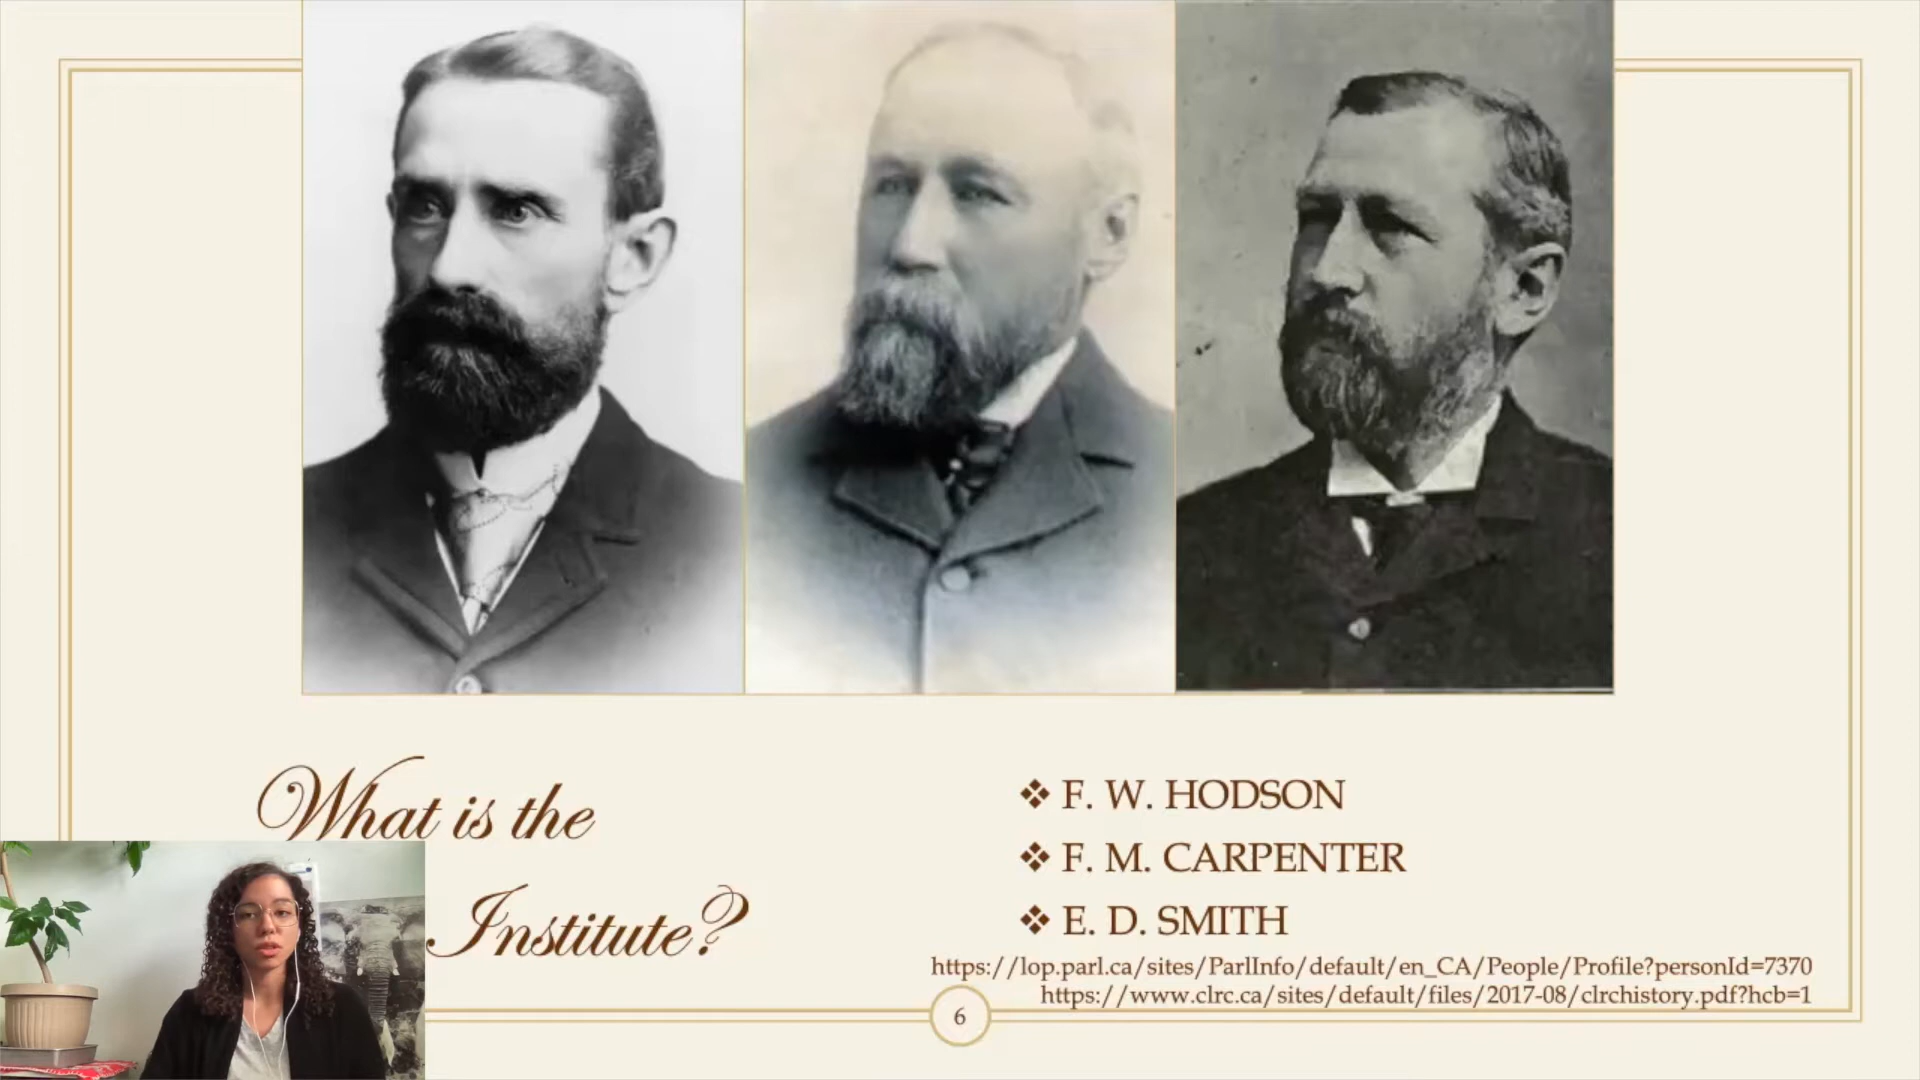 What is the
Institute?
❖ F. W. HODSON
❖ F. M. CARPENTER
❖ E. D. SMITH
https://lop.parl.ca/sites/ParlInfo/default/en_CA/People/Profile?personId=7370
https://www.clrc.ca/sites/default/files/2017-08/clrchistory.pdf?hcb=1
6